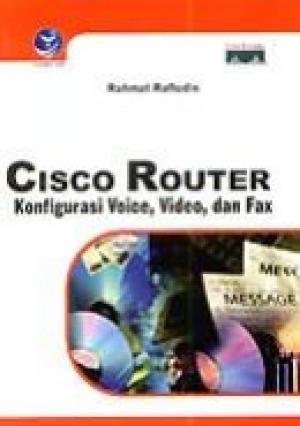 Rahmat Rafiudin
CISCO ROUTER
Konfigurasi Voice, Video, dan Fax
MESSAGE